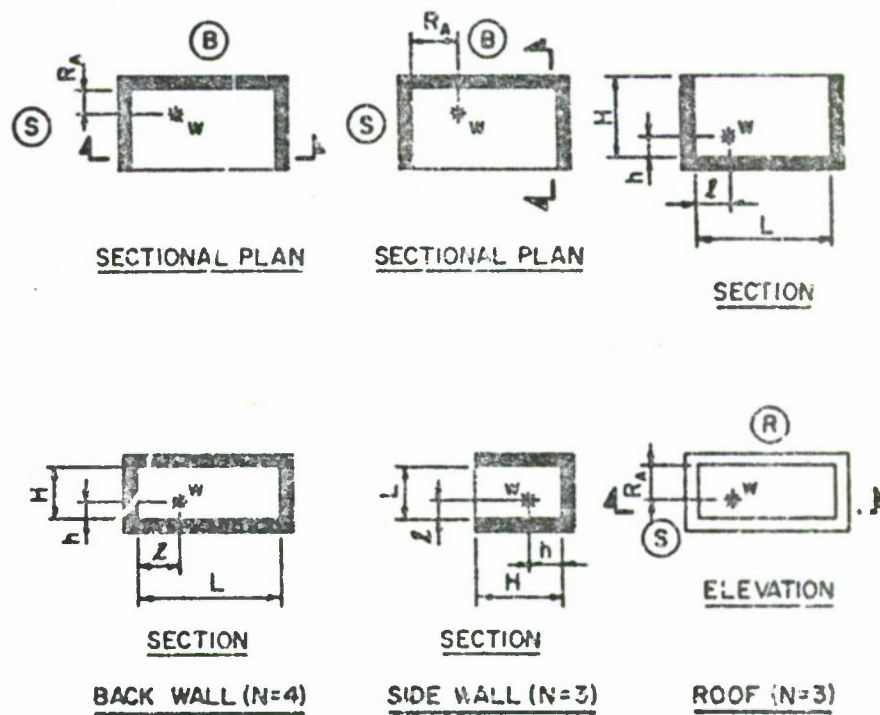 B
R_A
S
W
SECTIONAL PLAN
R_A
B
S
W
SECTIONAL PLAN
H
h
W
l
L
SECTION
H
h
W
l
L
SECTION
BACK WALL (N=4)
L
l
W
h
H
SECTION
SIDE WALL (N=3)
R
R_A
W
S
ELEVATION
ROOF (N=3)